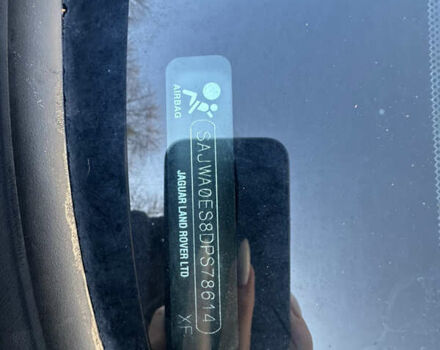 AIRBAG
SAJWA0ES8DPS78614
JAGUAR LAND ROVER LTD
XF